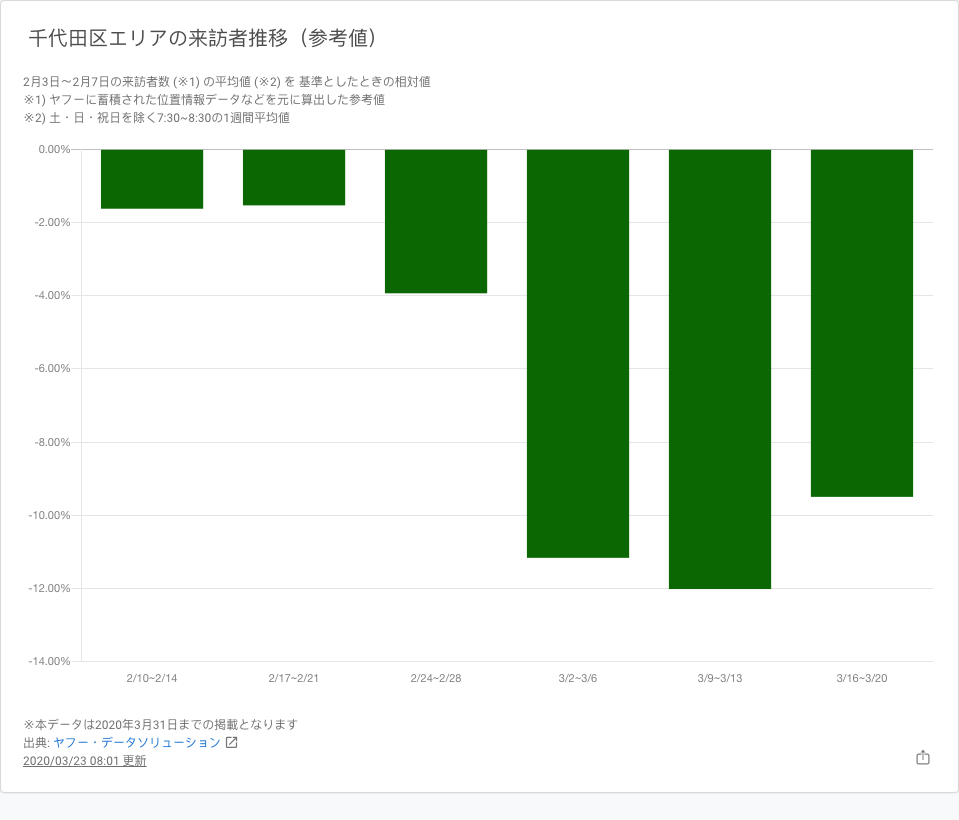 千代田区エリアの来訪者推移（参考値）
2月3日〜2月7日の来訪者数 (※1) の平均値 (※2) を 基準としたときの相対値
※1) ヤフーに蓄積された位置情報データなどを元に算出した参考値
※2) 土・日・祝日を除く7:30~8:30の1週間平均値
0.00%
-2.00%
-4.00%
-6.00%
-8.00%
-10.00%
-12.00%
-14.00%
2/10~2/14 2/17~2/21 2/24~2/28 3/2~3/6 3/9~3/13 3/16~3/20
※本データは2020年3月31日までの掲載となります
出典: ヤフー・データソリューション
2020/03/23 08:01 更新